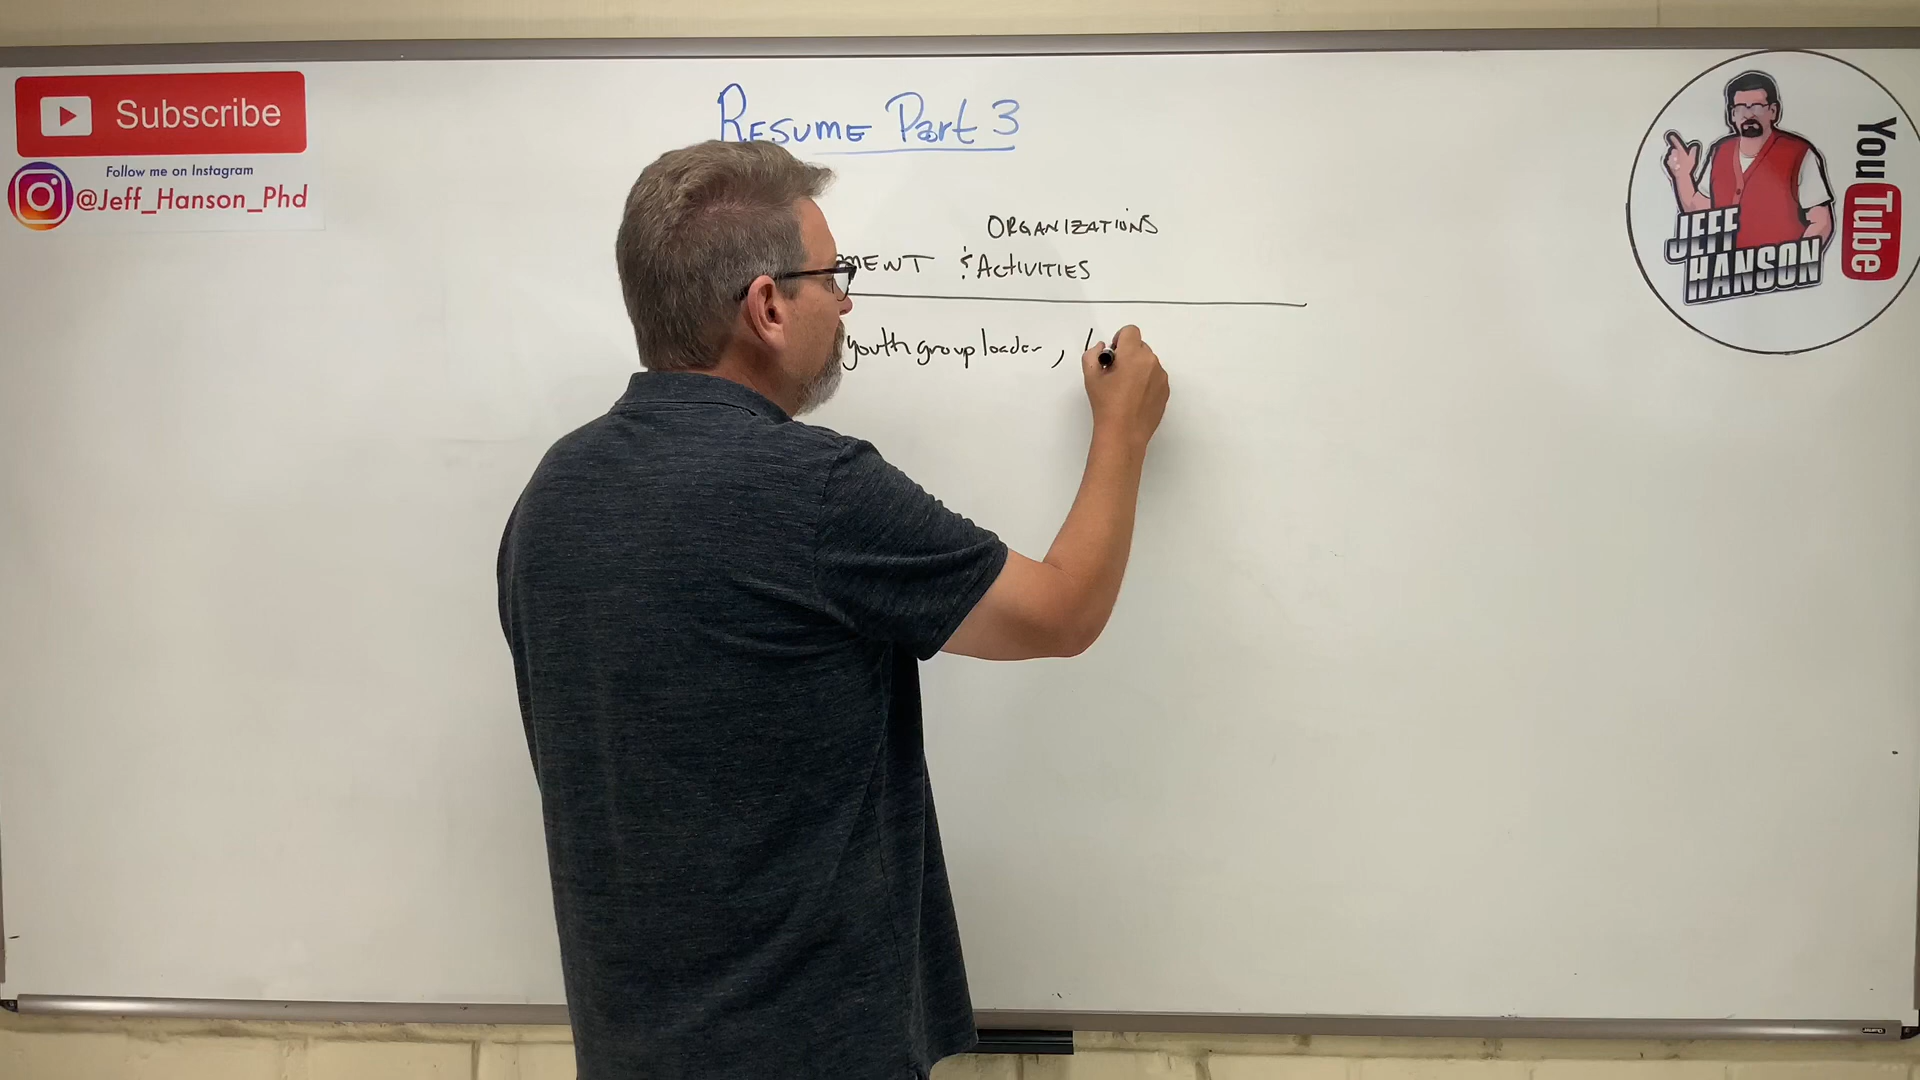 Subscribe
Follow me on Instagram
@Jeff_Hanson_Phd
RESUME Part 3
ORGANIZATIONS
MENT & ACTIVITIES
youth group leader,
YouTube
JEFF
HANSON